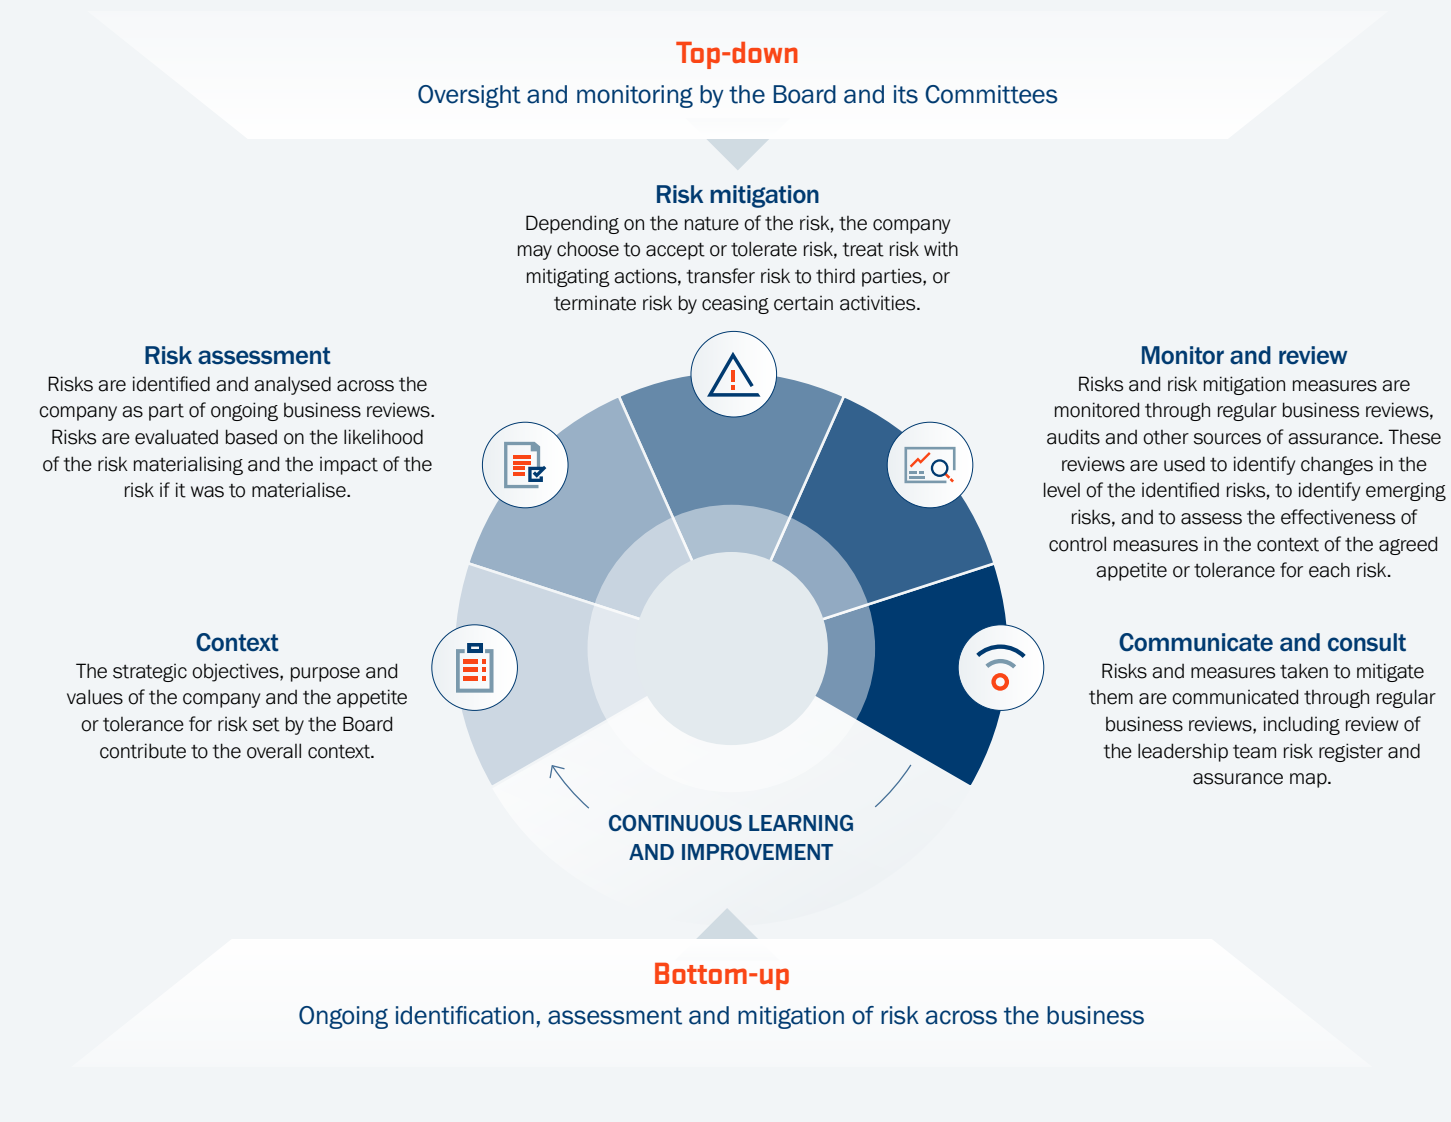 Top-down
Oversight and monitoring by the Board and its Committees
Risk mitigation
Depending on the nature of the risk, the company
may choose to accept or tolerate risk, treat risk with
mitigating actions, transfer risk to third parties, or
terminate risk by ceasing certain activities.
Risk assessment
Risks are identified and analysed across the
company as part of ongoing business reviews.
Risks are evaluated based on the likelihood
of the risk materialising and the impact of the
risk if it was to materialise.
Monitor and review
Risks and risk mitigation measures are
monitored through regular business reviews,
audits and other sources of assurance. These
reviews are used to identify changes in the
level of the identified risks, to identify emerging
risks, and to assess the effectiveness of
control measures in the context of the agreed
appetite or tolerance for each risk.
Context
The strategic objectives, purpose and
values of the company and the appetite
or tolerance for risk set by the Board
contribute to the overall context.
Communicate and consult
Risks and measures taken to mitigate
them are communicated through regular
business reviews, including review of
the leadership team risk register and
assurance map.
CONTINUOUS LEARNING
AND IMPROVEMENT
Bottom-up
Ongoing identification, assessment and mitigation of risk across the business